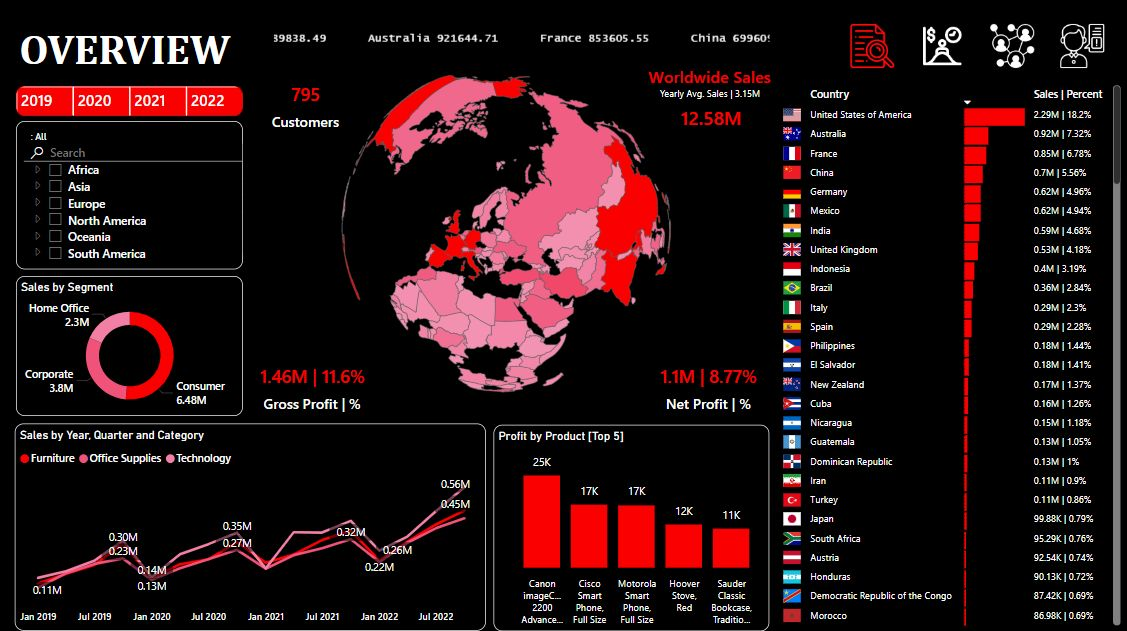 OVERVIEW
39838.49 Australia 921644.71 France 853605.55 China 69960
2019 2020 2021 2022
: All
Search
Africa
Asia
Europe
North America
Oceania
South America
795
Customers
Worldwide Sales
Yearly Avg. Sales | 3.15M
12.58M
1.46M | 11.6%
Gross Profit | %
1.1M | 8.77%
Net Profit | %
Sales by Segment
Home Office
2.3M
Corporate
3.8M
Consumer
6.48M
Sales by Year, Quarter and Category
Furniture Office Supplies Technology
0.56M
0.45M
0.35M
0.30M
0.32M
0.27M
0.23M
0.26M
0.14M
0.22M
0.13M
0.11M
Jan 2019 Jul 2019 Jan 2020 Jul 2020 Jan 2021 Jul 2021 Jan 2022 Jul 2022
Profit by Product [Top 5]
25K
17K
17K
12K
11K
Canon
imageC...
2200
Advance...
Cisco
Smart
Phone,
Full Size
Motorola
Smart
Phone,
Full Size
Hoover
Stove,
Red
Sauder
Classic
Bookcase,
Traditio...
Country Sales | Percent
United States of America 2.29M | 18.2%
Australia 0.92M | 7.32%
France 0.85M | 6.78%
China 0.7M | 5.56%
Germany 0.62M | 4.96%
Mexico 0.62M | 4.94%
India 0.59M | 4.68%
United Kingdom 0.53M | 4.18%
Indonesia 0.4M | 3.19%
Brazil 0.36M | 2.84%
Italy 0.29M | 2.3%
Spain 0.29M | 2.28%
Philippines 0.18M | 1.44%
El Salvador 0.18M | 1.41%
New Zealand 0.17M | 1.37%
Cuba 0.16M | 1.26%
Nicaragua 0.15M | 1.18%
Guatemala 0.13M | 1.05%
Dominican Republic 0.13M | 1%
Iran 0.11M | 0.9%
Turkey 0.11M | 0.86%
Japan 99.88K | 0.79%
South Africa 95.29K | 0.76%
Austria 92.54K | 0.74%
Honduras 90.13K | 0.72%
Democratic Republic of the Congo 87.42K | 0.69%
Morocco 86.98K | 0.69%